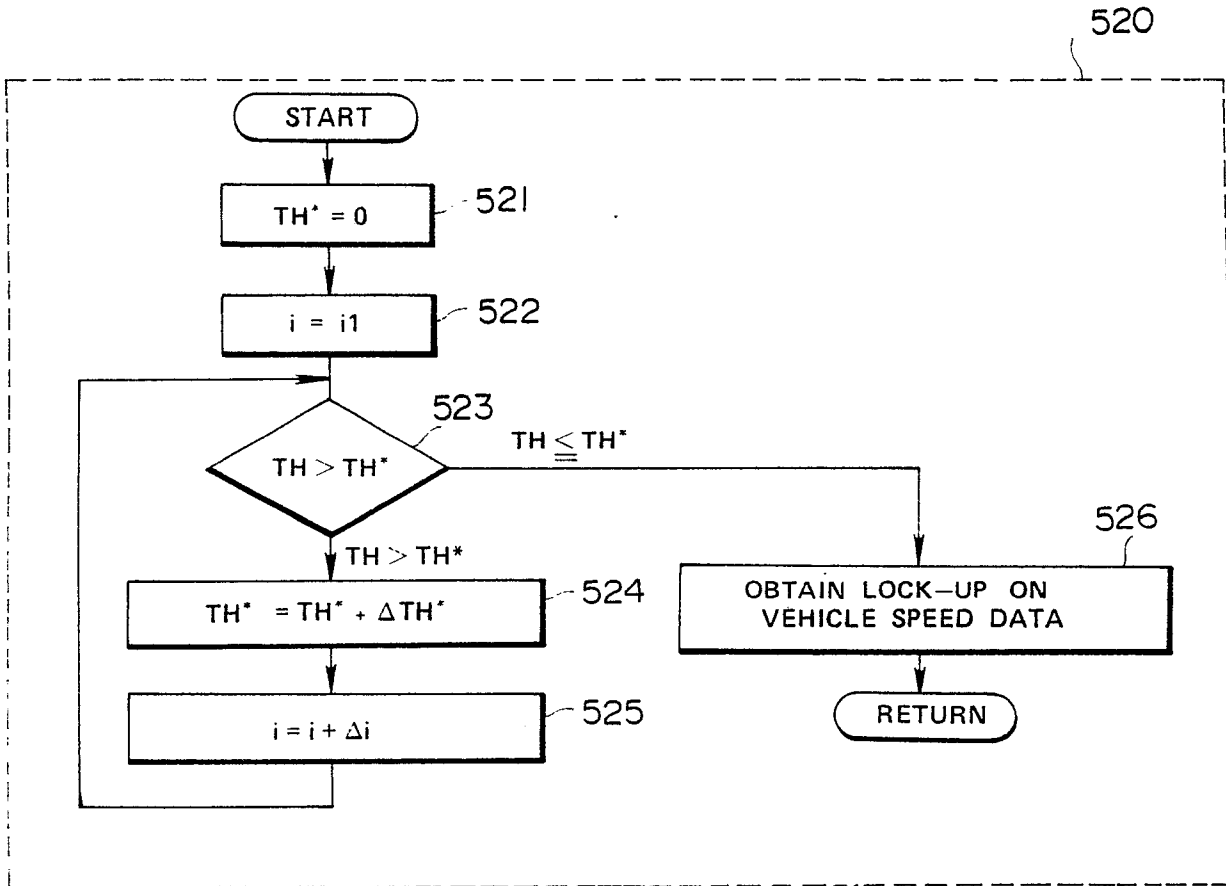 520
START
TH* = 0
521
i = i1
522
523
TH > TH*
TH ≦ TH*
TH > TH*
526
TH* = TH* + ΔTH*
524
OBTAIN LOCK-UP ON
VEHICLE SPEED DATA
i = i + Δi
525
RETURN